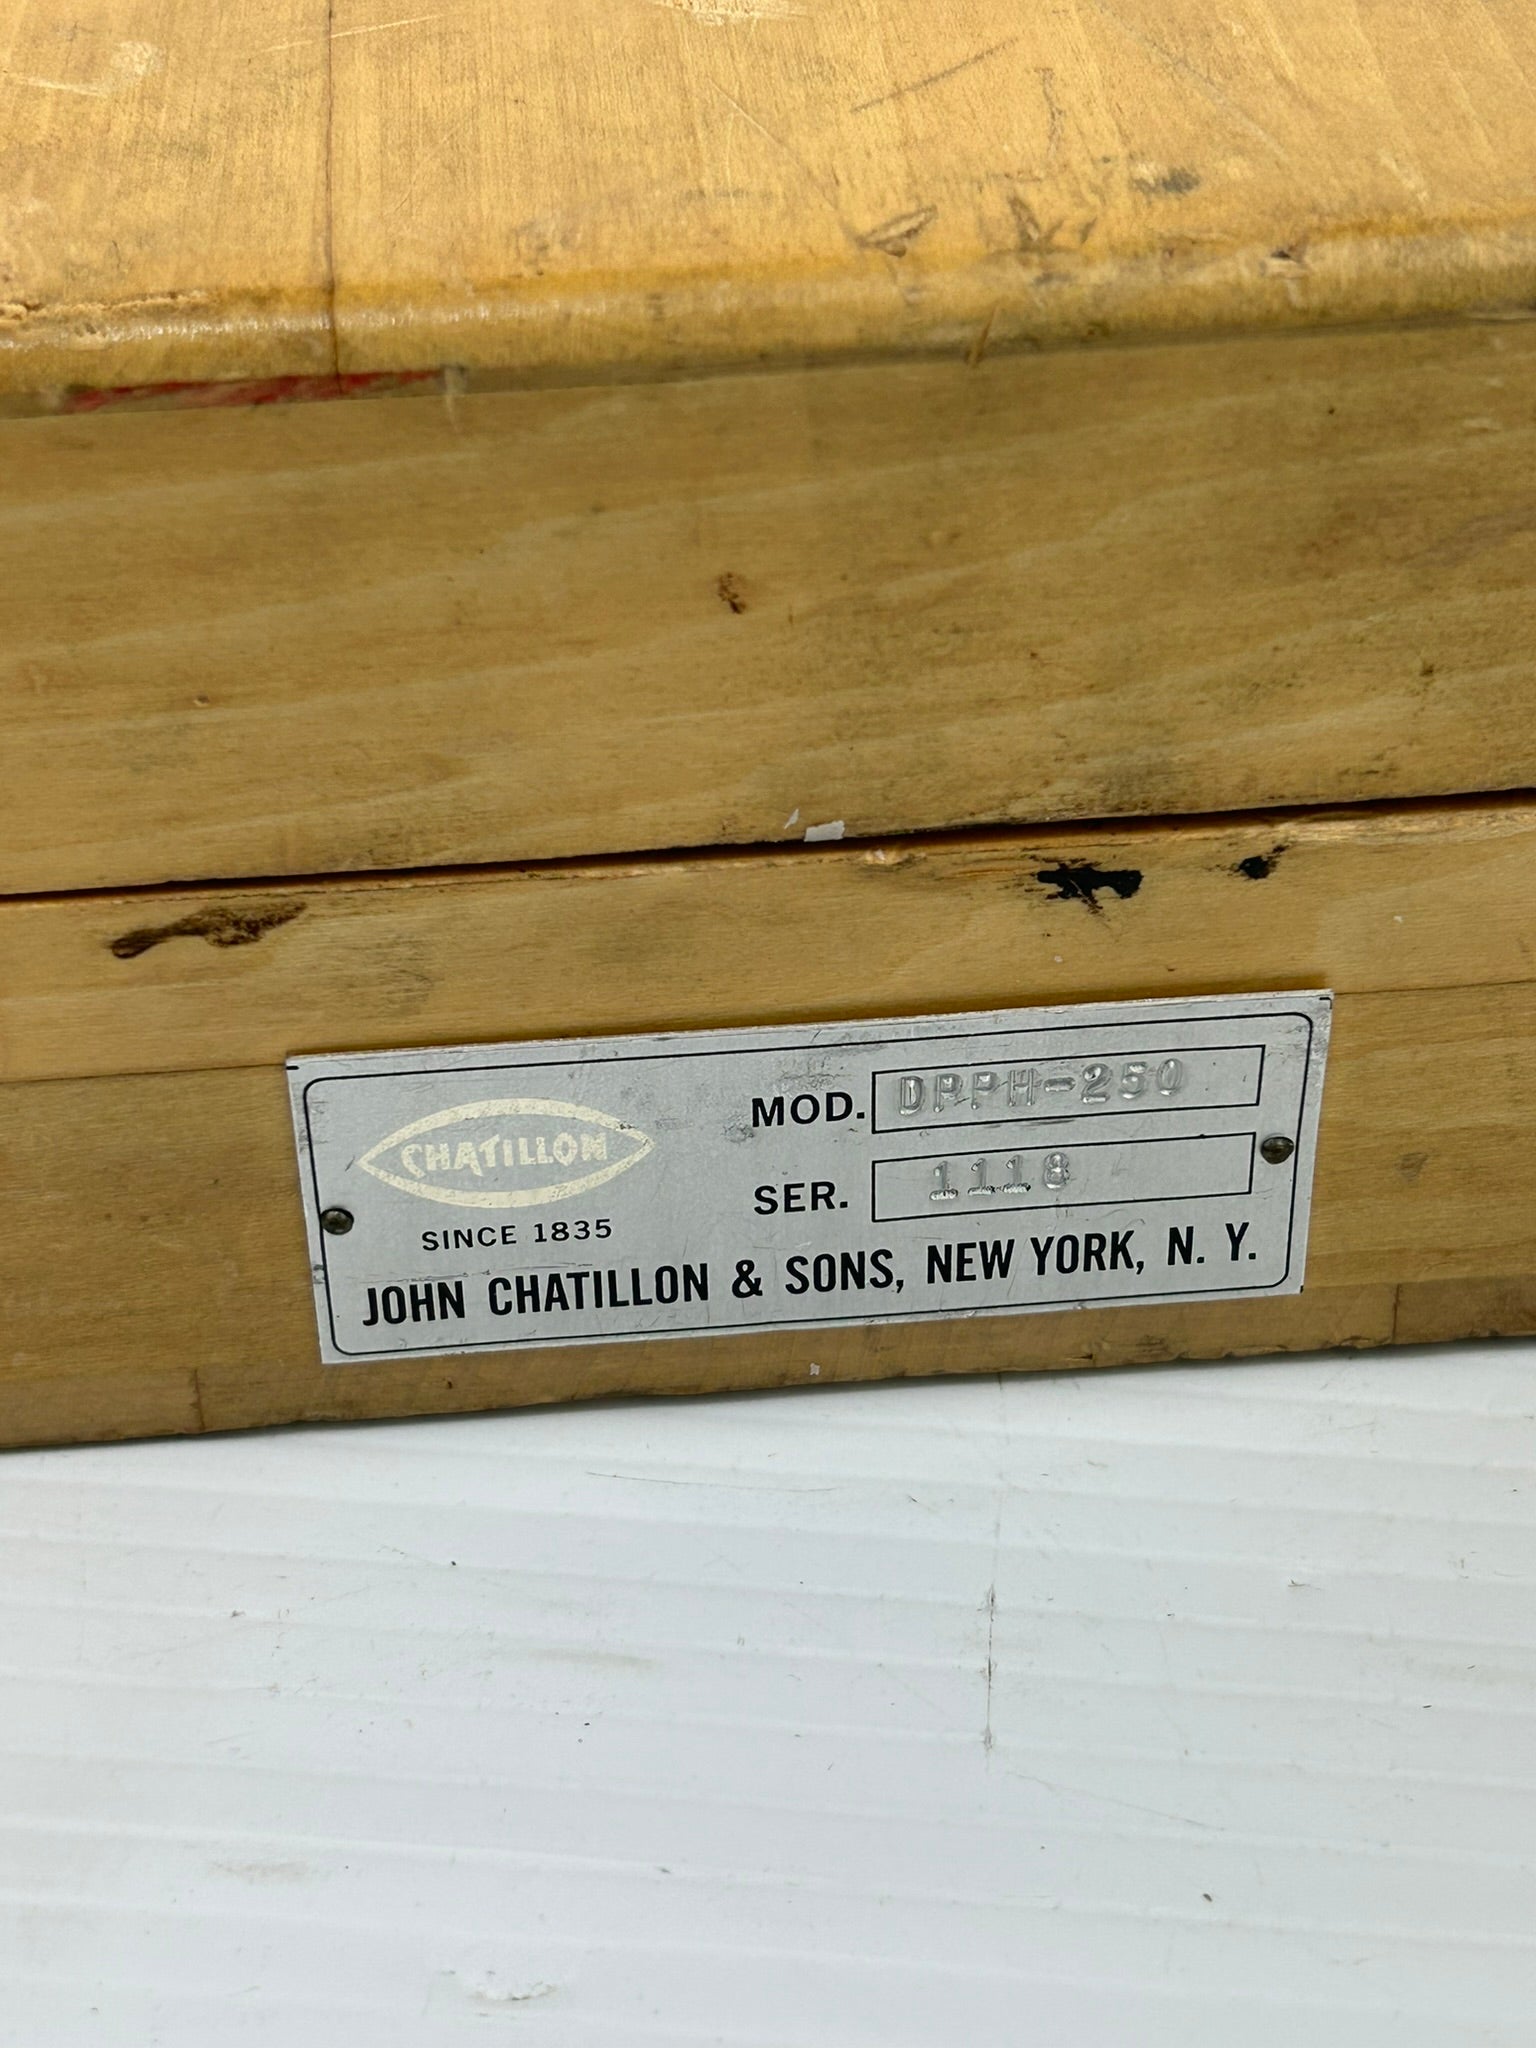 CHATILLON
SINCE 1835
MOD. DPPH-250
SER. 1118
JOHN CHATILLON & SONS, NEW YORK, N. Y.